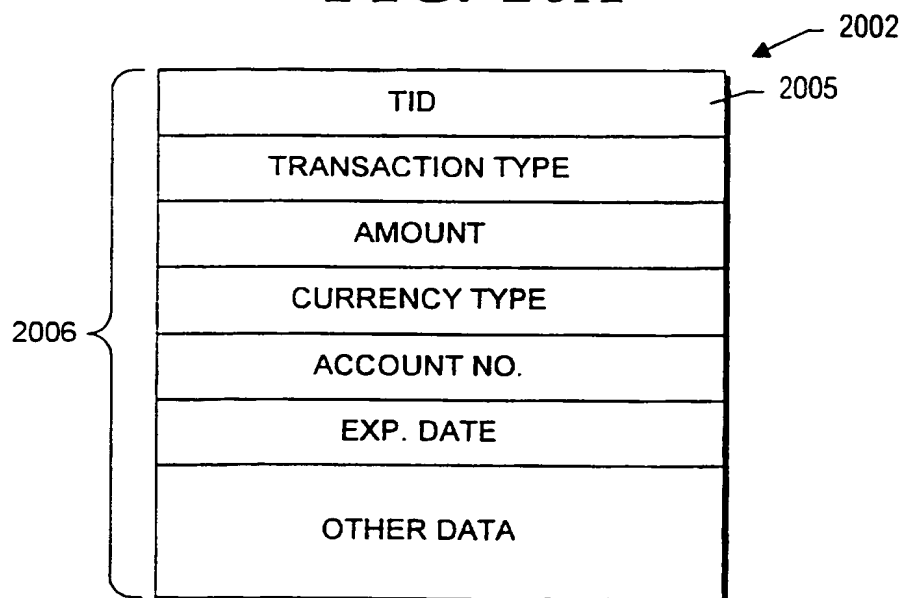 2002
TID
2005
TRANSACTION TYPE
AMOUNT
CURRENCY TYPE
2006
ACCOUNT NO.
EXP. DATE
OTHER DATA